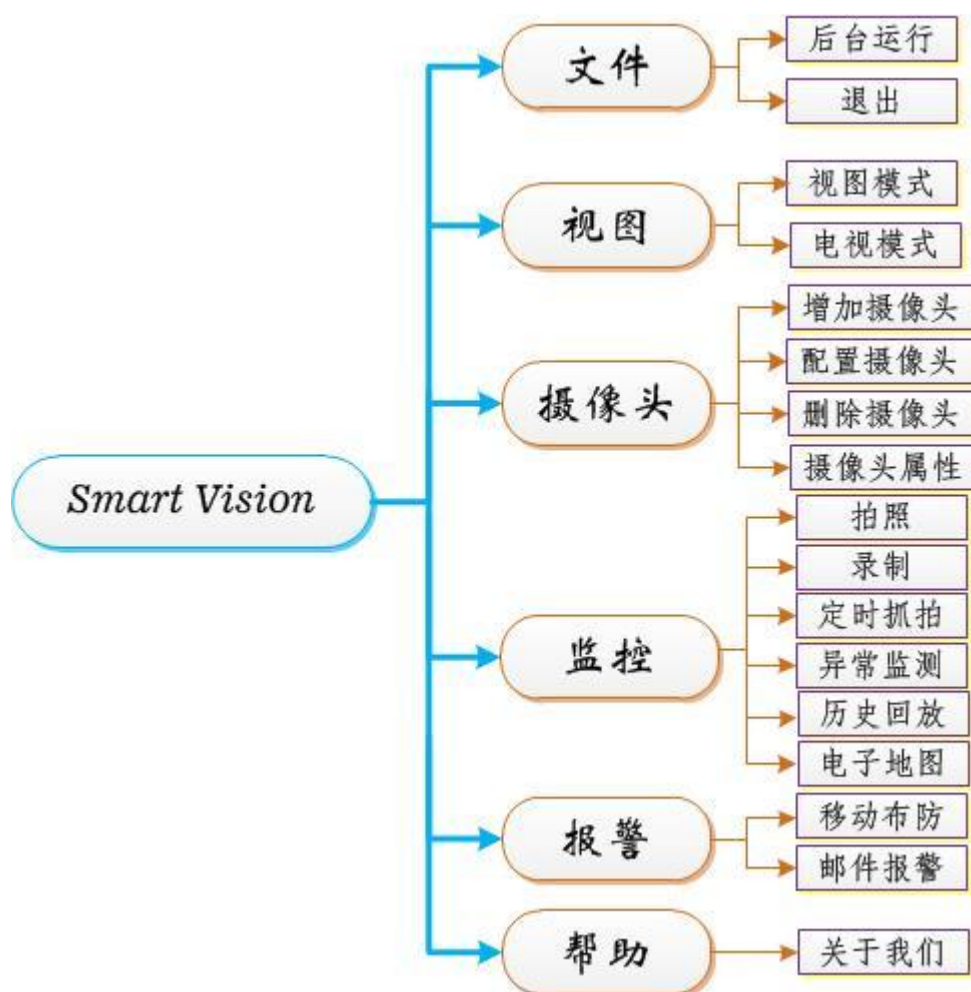 Smart Vision
文件
后台运行
退出
视图
视图模式
电视模式
摄像头
增加摄像头
配置摄像头
删除摄像头
摄像头属性
监控
拍照
录制
定时抓拍
异常监测
历史回放
电子地图
报警
移动布防
邮件报警
帮助
关于我们